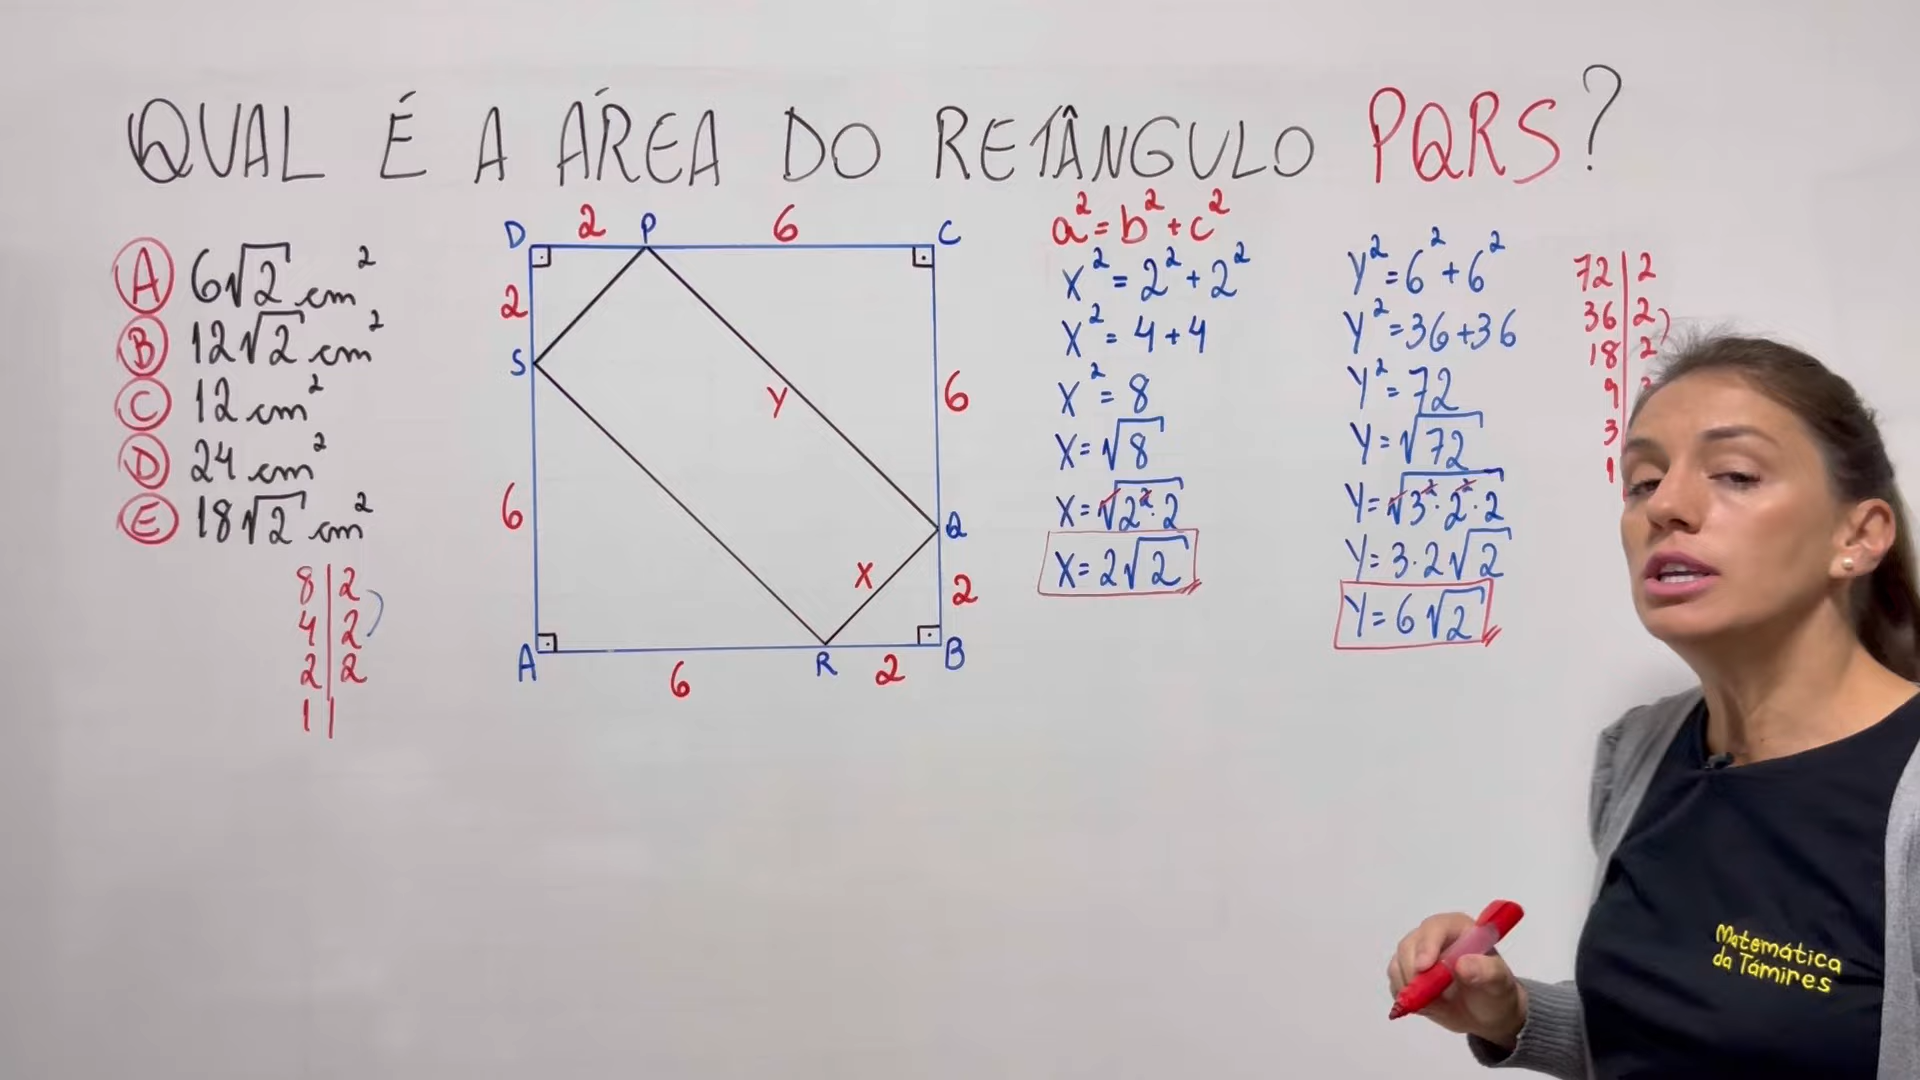 QUAL É A ÁREA DO RETÂNGULO PQRS?
A 6√2 cm²
B 12√2 cm²
C 12 cm²
D 24 cm²
E 18√2 cm²
8 | 2
4 | 2
2 | 2
1 |
D 2 P 6 C
2
S
Y
6
6
X
Q
2
A 6 R 2 B
a² = b² + c²
X² = 2² + 2²
X² = 4 + 4
X² = 8
X = √8
X = √2²·2
X = 2√2
Y² = 6² + 6²
Y² = 36 + 36
Y² = 72
Y = √72
Y = √3²·2²·2
Y = 3·2√2
Y = 6√2
72 | 2
36 | 2
18 | 2
9
3
1
Matemática
da Támires